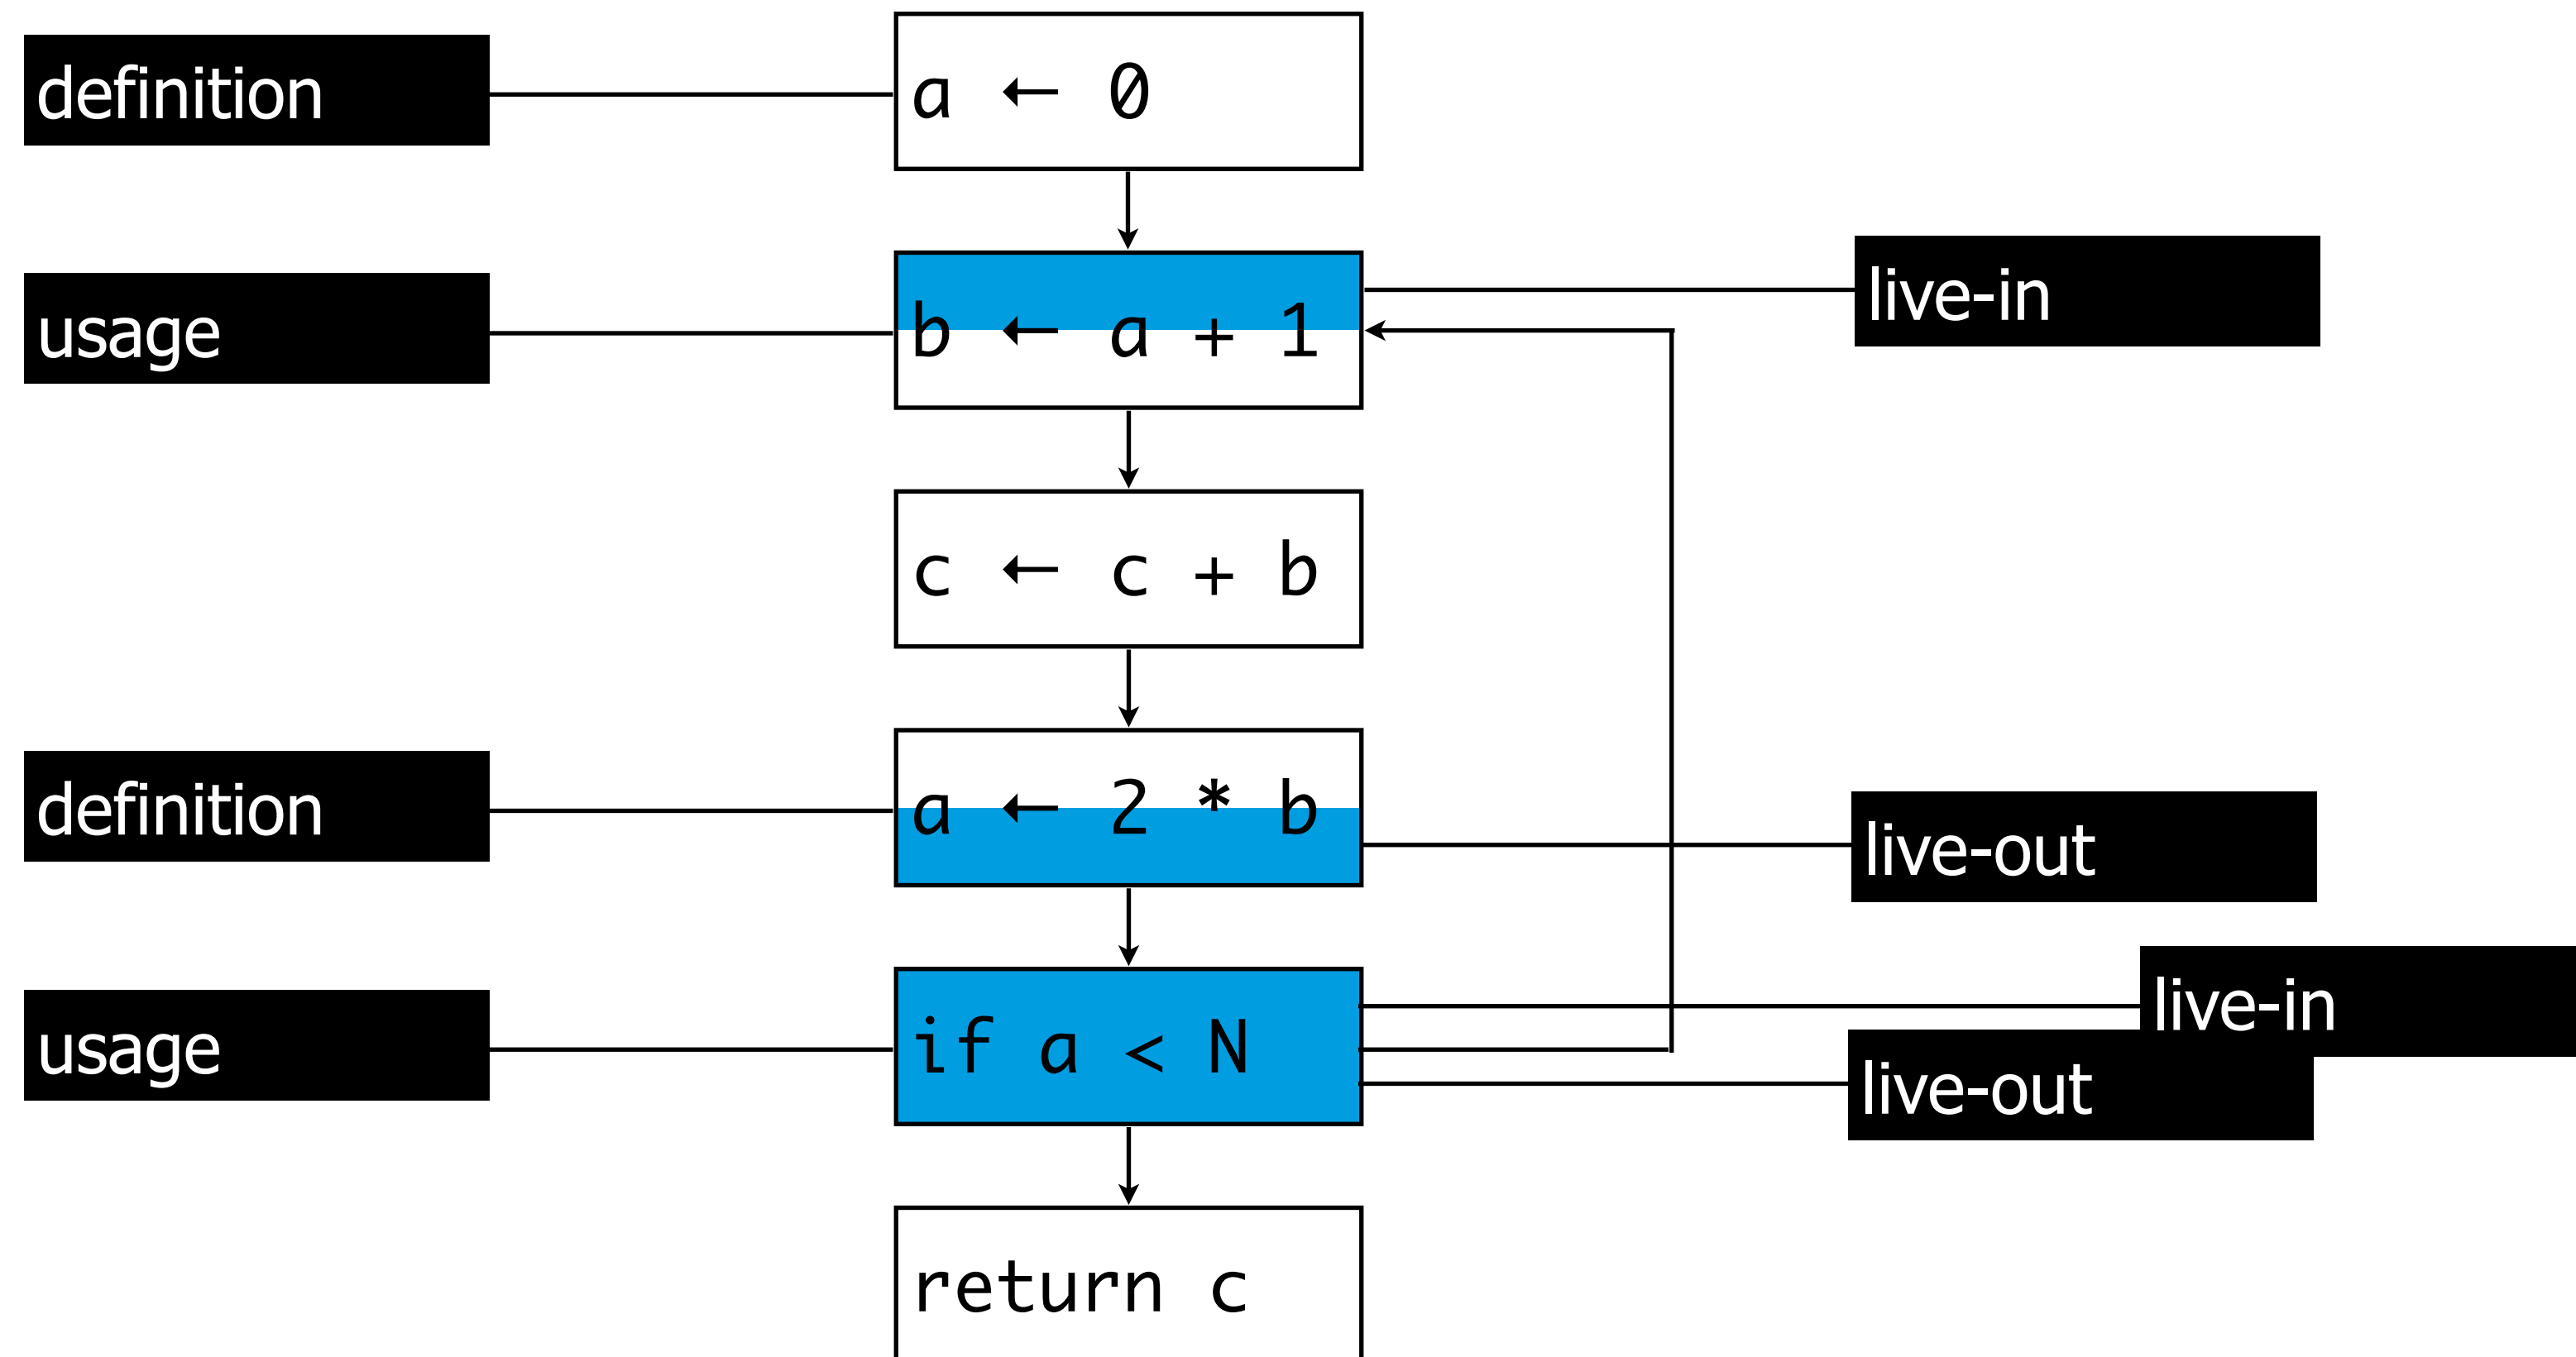 definition
a ← 0
usage
b ← a + 1
live-in
c ← c + b
definition
a ← 2 * b
live-out
usage
if a < N
live-in
live-out
return c